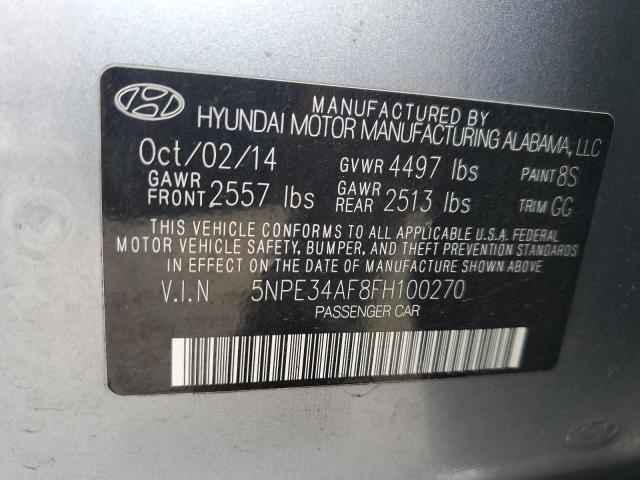 MANUFACTURED BY
HYUNDAI MOTOR MANUFACTURING ALABAMA, LLC
Oct/02/14 GVWR 4497 lbs PAINT 8S
GAWR FRONT 2557 lbs GAWR REAR 2513 lbs TRIM GG
THIS VEHICLE CONFORMS TO ALL APPLICABLE U.S.A. FEDERAL
MOTOR VEHICLE SAFETY, BUMPER, AND THEFT PREVENTION STANDARDS
IN EFFECT ON THE DATE OF MANUFACTURE SHOWN ABOVE.
V.I.N 5NPE34AF8FH100270
PASSENGER CAR